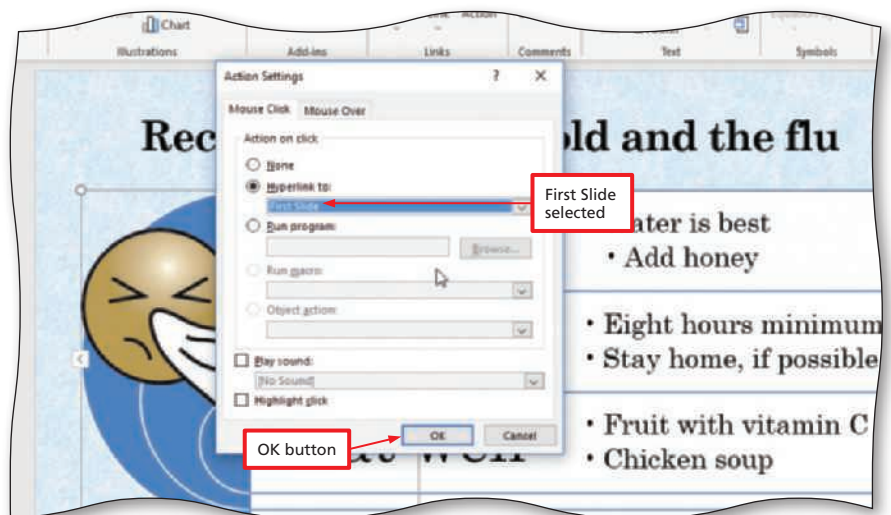 Action
Chart
Illustrations
Add-ins
Links
Comments
Text
Symbols
Action Settings
? ×
Mouse Click
Mouse Over
Action on click
None
Hyperlink to:
First Slide
Run program:
Browse...
Run macro:
Object action:
Play sound:
[No Sound]
Highlight click
OK
Cancel
First Slide
selected
OK button
Rec
old and the flu
ater is best
• Add honey
• Eight hours minimum
• Stay home, if possible
• Fruit with vitamin C
• Chicken soup